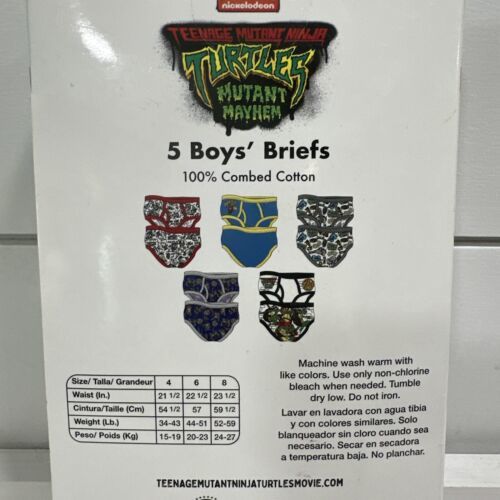 nickelodeon
TEENAGE MUTANT NINJA
TURTLES
MUTANT
MAYHEM
5 Boys' Briefs
100% Combed Cotton
Size/ Talla/ Grandeur 4 6 8
Waist (In.) 21 1/2 22 1/2 23 1/2
Cintura/Taille (Cm) 54 1/2 57 59 1/2
Weight (Lb.) 34-43 44-51 52-59
Peso/ Poids (Kg) 15-19 20-23 24-27
Machine wash warm with
like colors. Use only non-chlorine
bleach when needed. Tumble
dry low. Do not iron.
Lavar en lavadora con agua tibia
y con colores similares. Solo
blanqueador sin cloro cuando sea
necesario. Secar en secadora
a temperatura baja. No planchar.
TEENAGEMUTANTNINJATURTLESMOVIE.COM